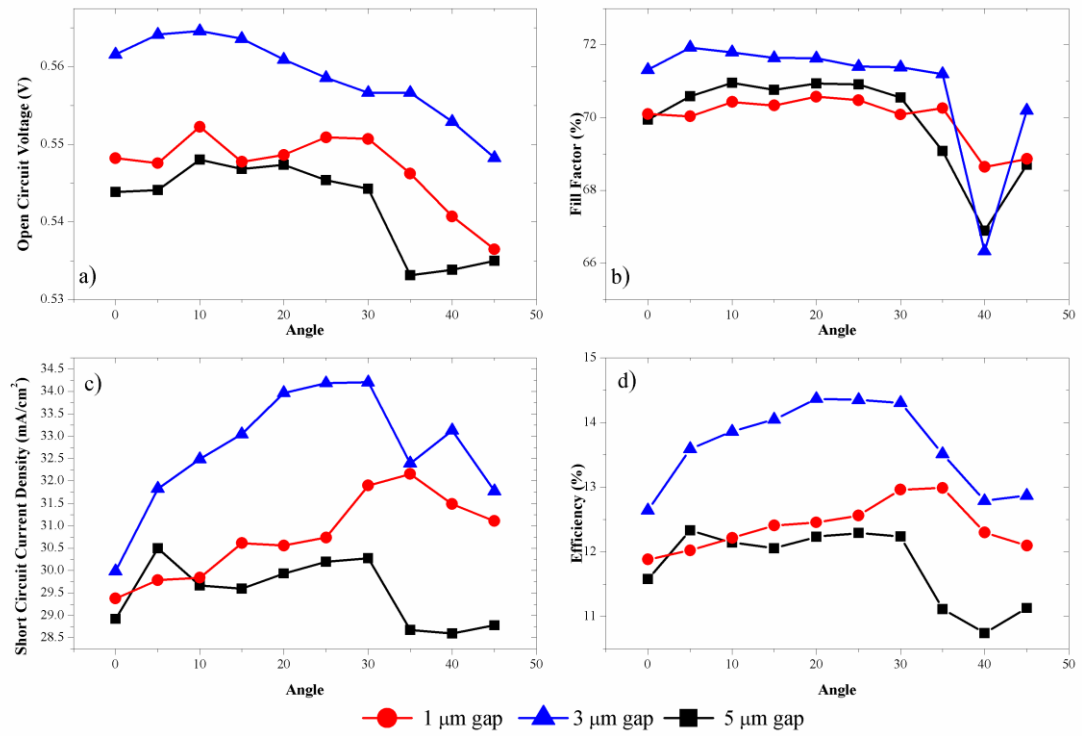 a)
Open Circuit Voltage (V)
0.56
0.55
0.54
0.53
0 10 20 30 40 50
Angle
b)
Fill Factor (%)
72
70
68
66
0 10 20 30 40 50
Angle
c)
Short Circuit Current Density (mA/cm²)
34.5
34.0
33.5
33.0
32.5
32.0
31.5
31.0
30.5
30.0
29.5
29.0
28.5
0 10 20 30 40 50
Angle
d)
Efficiency (%)
15
14
13
12
11
0 10 20 30 40 50
Angle
1 μm gap 3 μm gap 5 μm gap